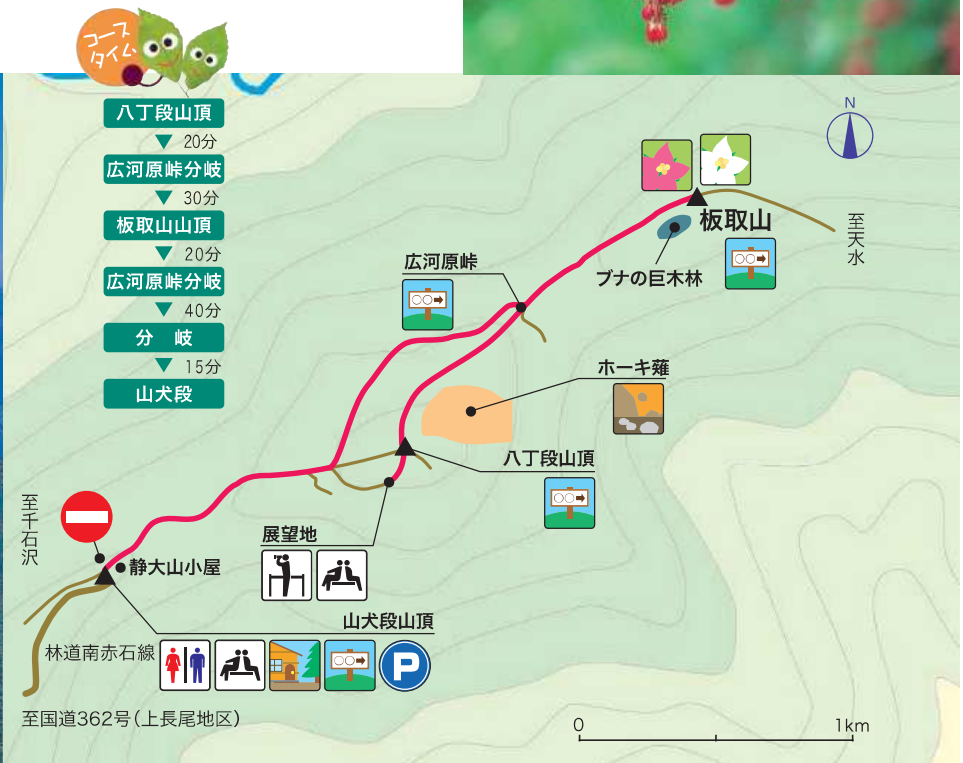 コース
タイム
八丁段山頂
20分
広河原峠分岐
30分
板取山山頂
20分
広河原峠分岐
40分
分　岐
15分
山犬段
N
板取山
至天水
ブナの巨木林
広河原峠
ホーキ薙
八丁段山頂
展望地
至千石沢
静大山小屋
山犬段山頂
P
林道南赤石線
至国道362号（上長尾地区）
0
1km